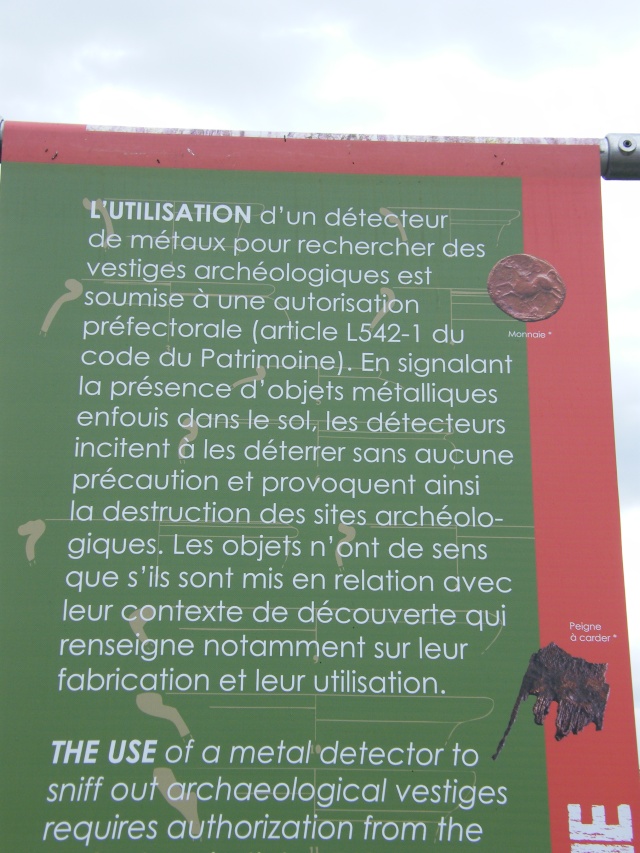 L'UTILISATION d'un détecteur
de métaux pour rechercher des
vestiges archéologiques est
soumise à une autorisation
préfectorale (article L542-1 du
code du Patrimoine). En signalant
la présence d'objets métalliques
enfouis dans le sol, les détecteurs
incitent à les déterrer sans aucune
précaution et provoquent ainsi
la destruction des sites archéolo-
giques. Les objets n'ont de sens
que s'ils sont mis en relation avec
leur contexte de découverte qui
renseigne notamment sur leur
fabrication et leur utilisation.
Monnaie *
Peigne
à carder *
THE USE of a metal detector to
sniff out archaeological vestiges
requires authorization from the
IE